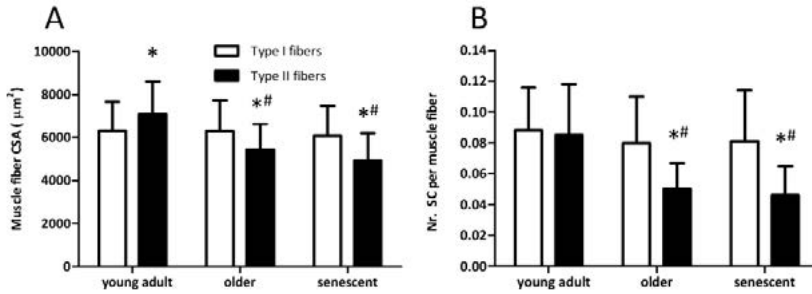 A
Muscle fiber CSA ( μm²)
10000
8000
6000
4000
2000
0
*
*#
*#
Type I fibers
Type II fibers
young adult
older
senescent
B
Nr. SC per muscle fiber
0.14
0.12
0.10
0.08
0.06
0.04
0.02
0.00
*#
*#
young adult
older
senescent